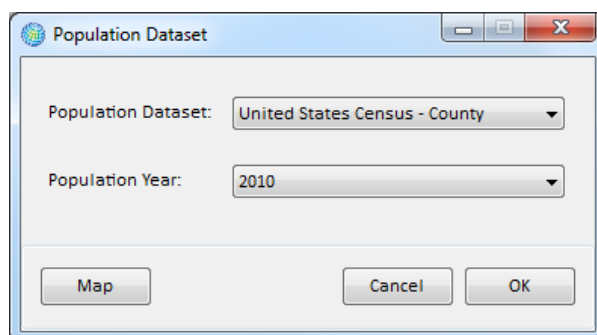 Population Dataset
Population Dataset: United States Census - County
Population Year: 2010
Map Cancel OK